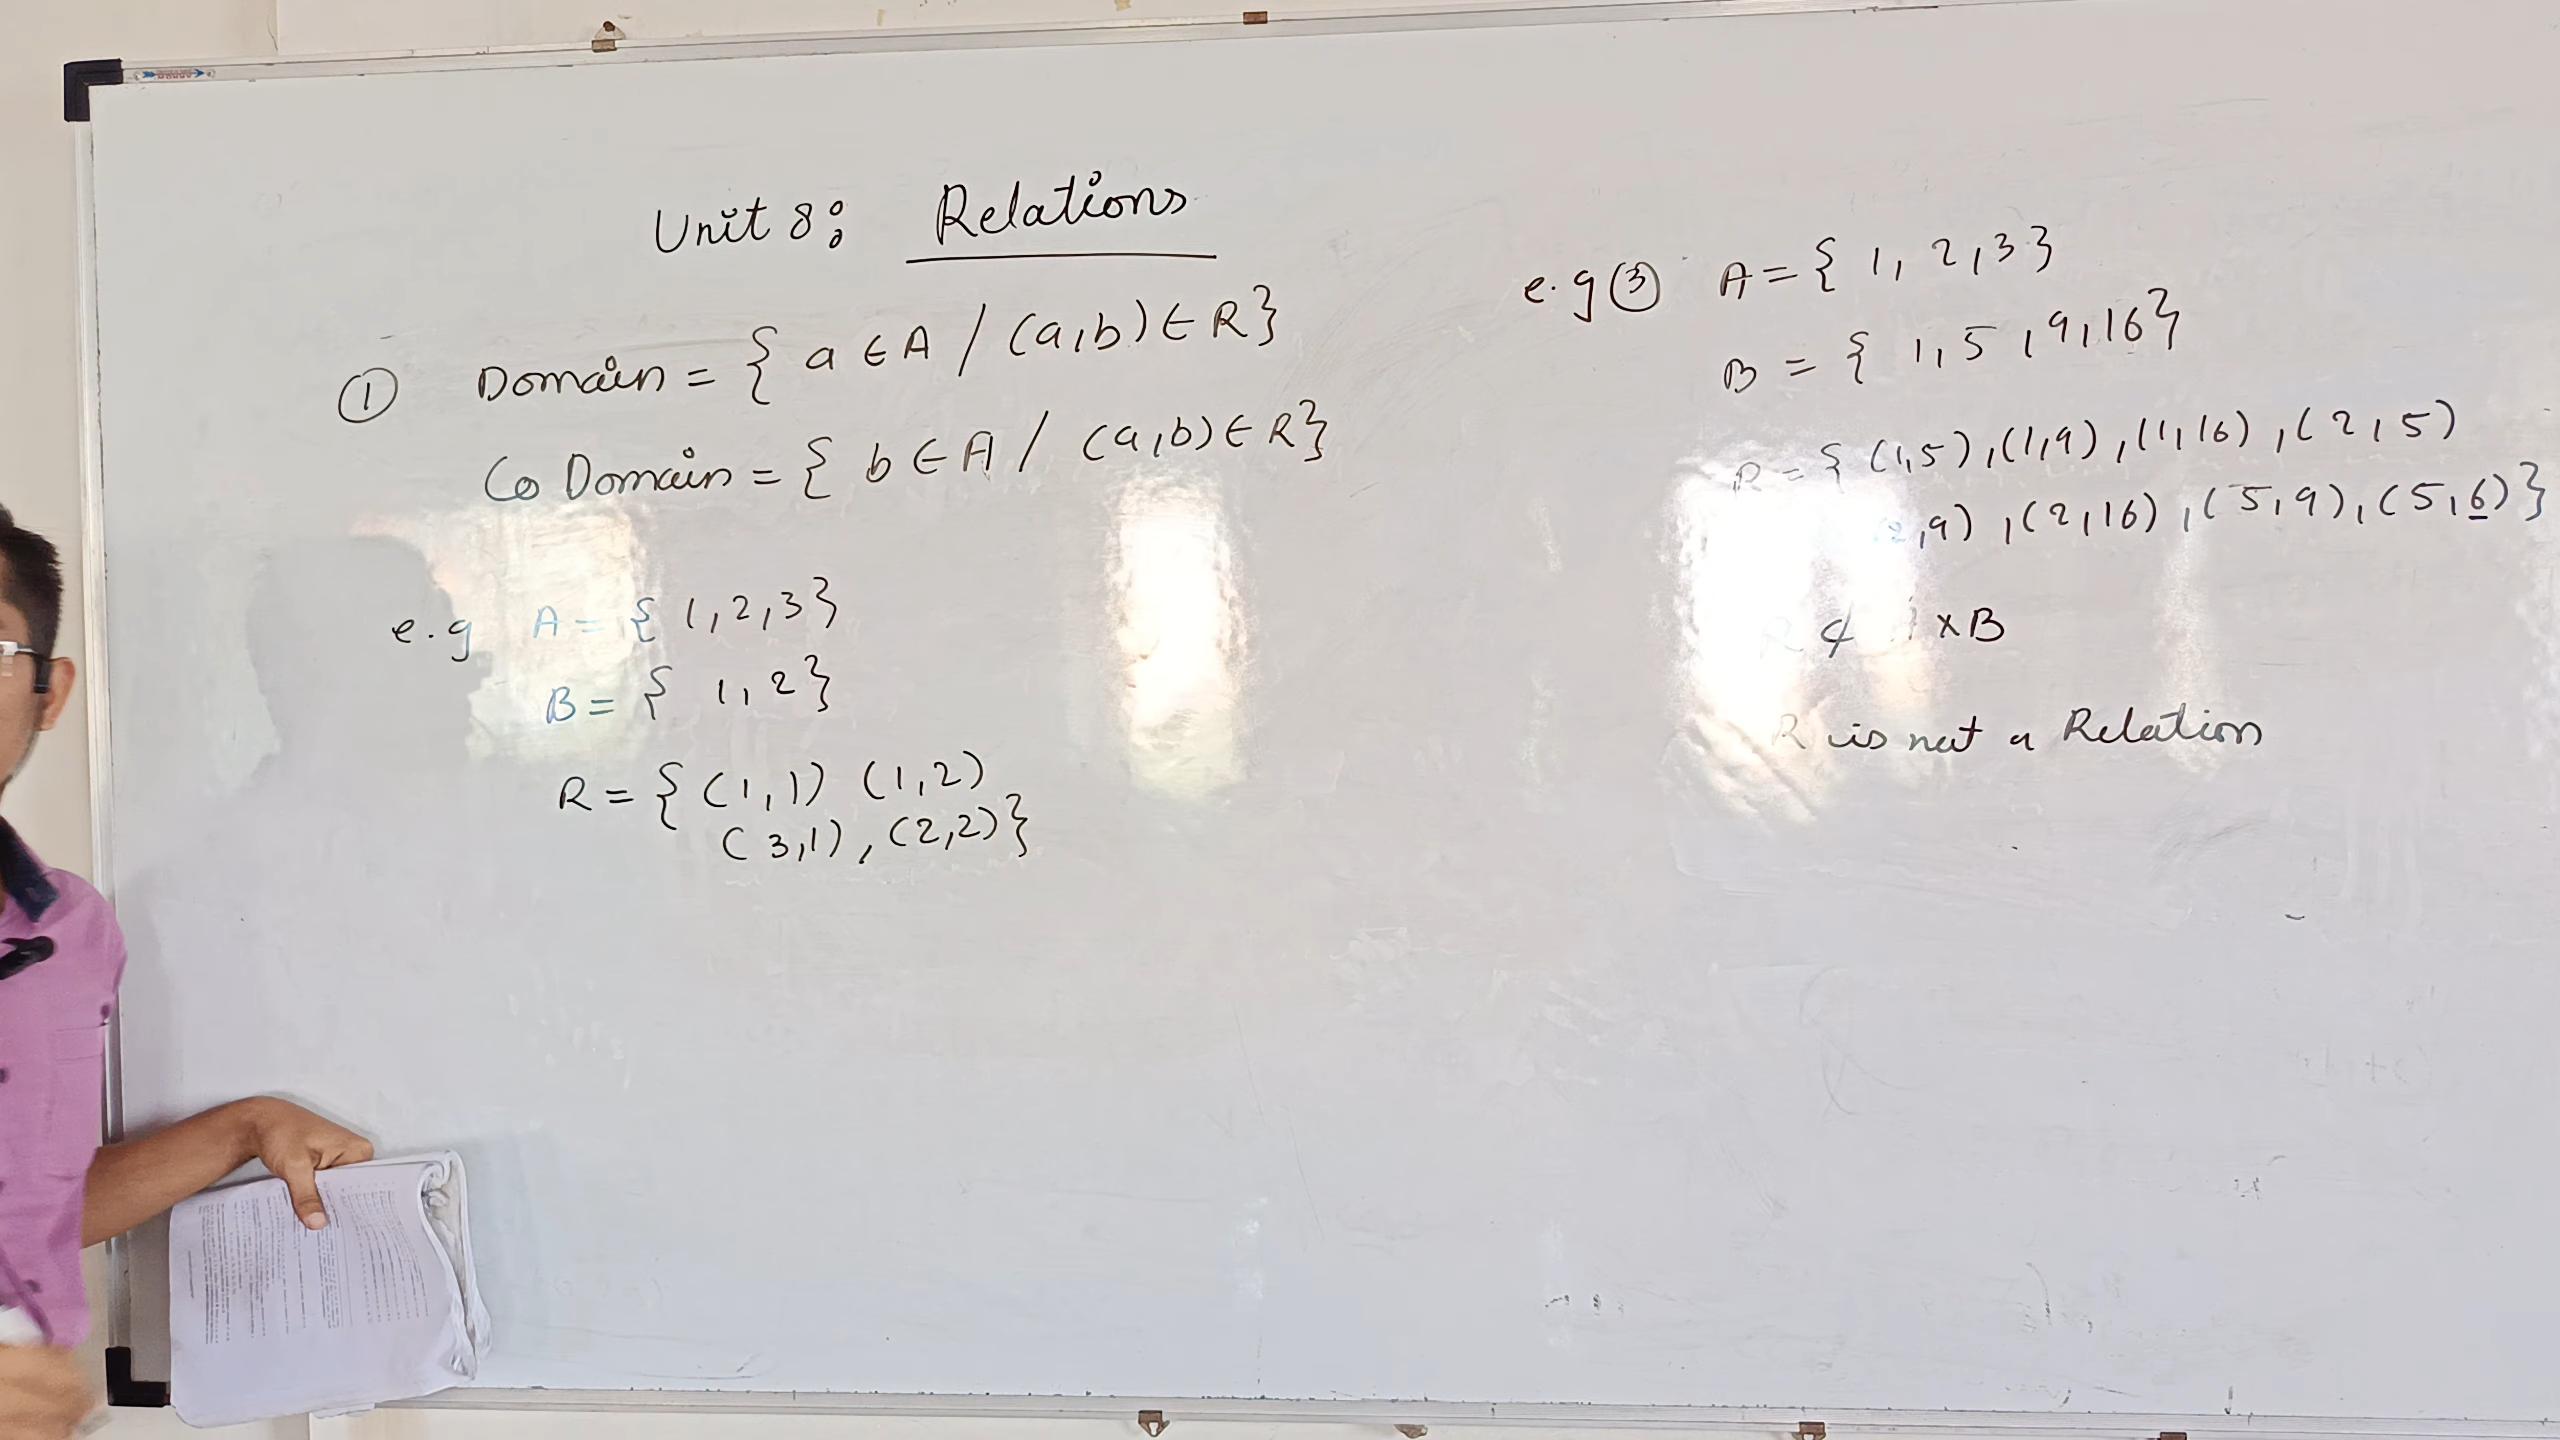 Unit 8: Relations
① Domain = { a ∈ A / (a,b) ∈ R}
Co Domain = { b ∈ A / (a,b) ∈ R}
e.g A = { 1, 2, 3}
B = { 1, 2}
R = { (1,1) (1,2)
(3,1), (2,2)}
e.g ③ A = { 1, 2, 3}
B = { 1, 5, 9, 16}
R = { (1,5), (1,9), (1,16), (2,5)
(2,9), (2,16), (5,9), (5,6)}
R ⊄ A × B
R is not a Relation